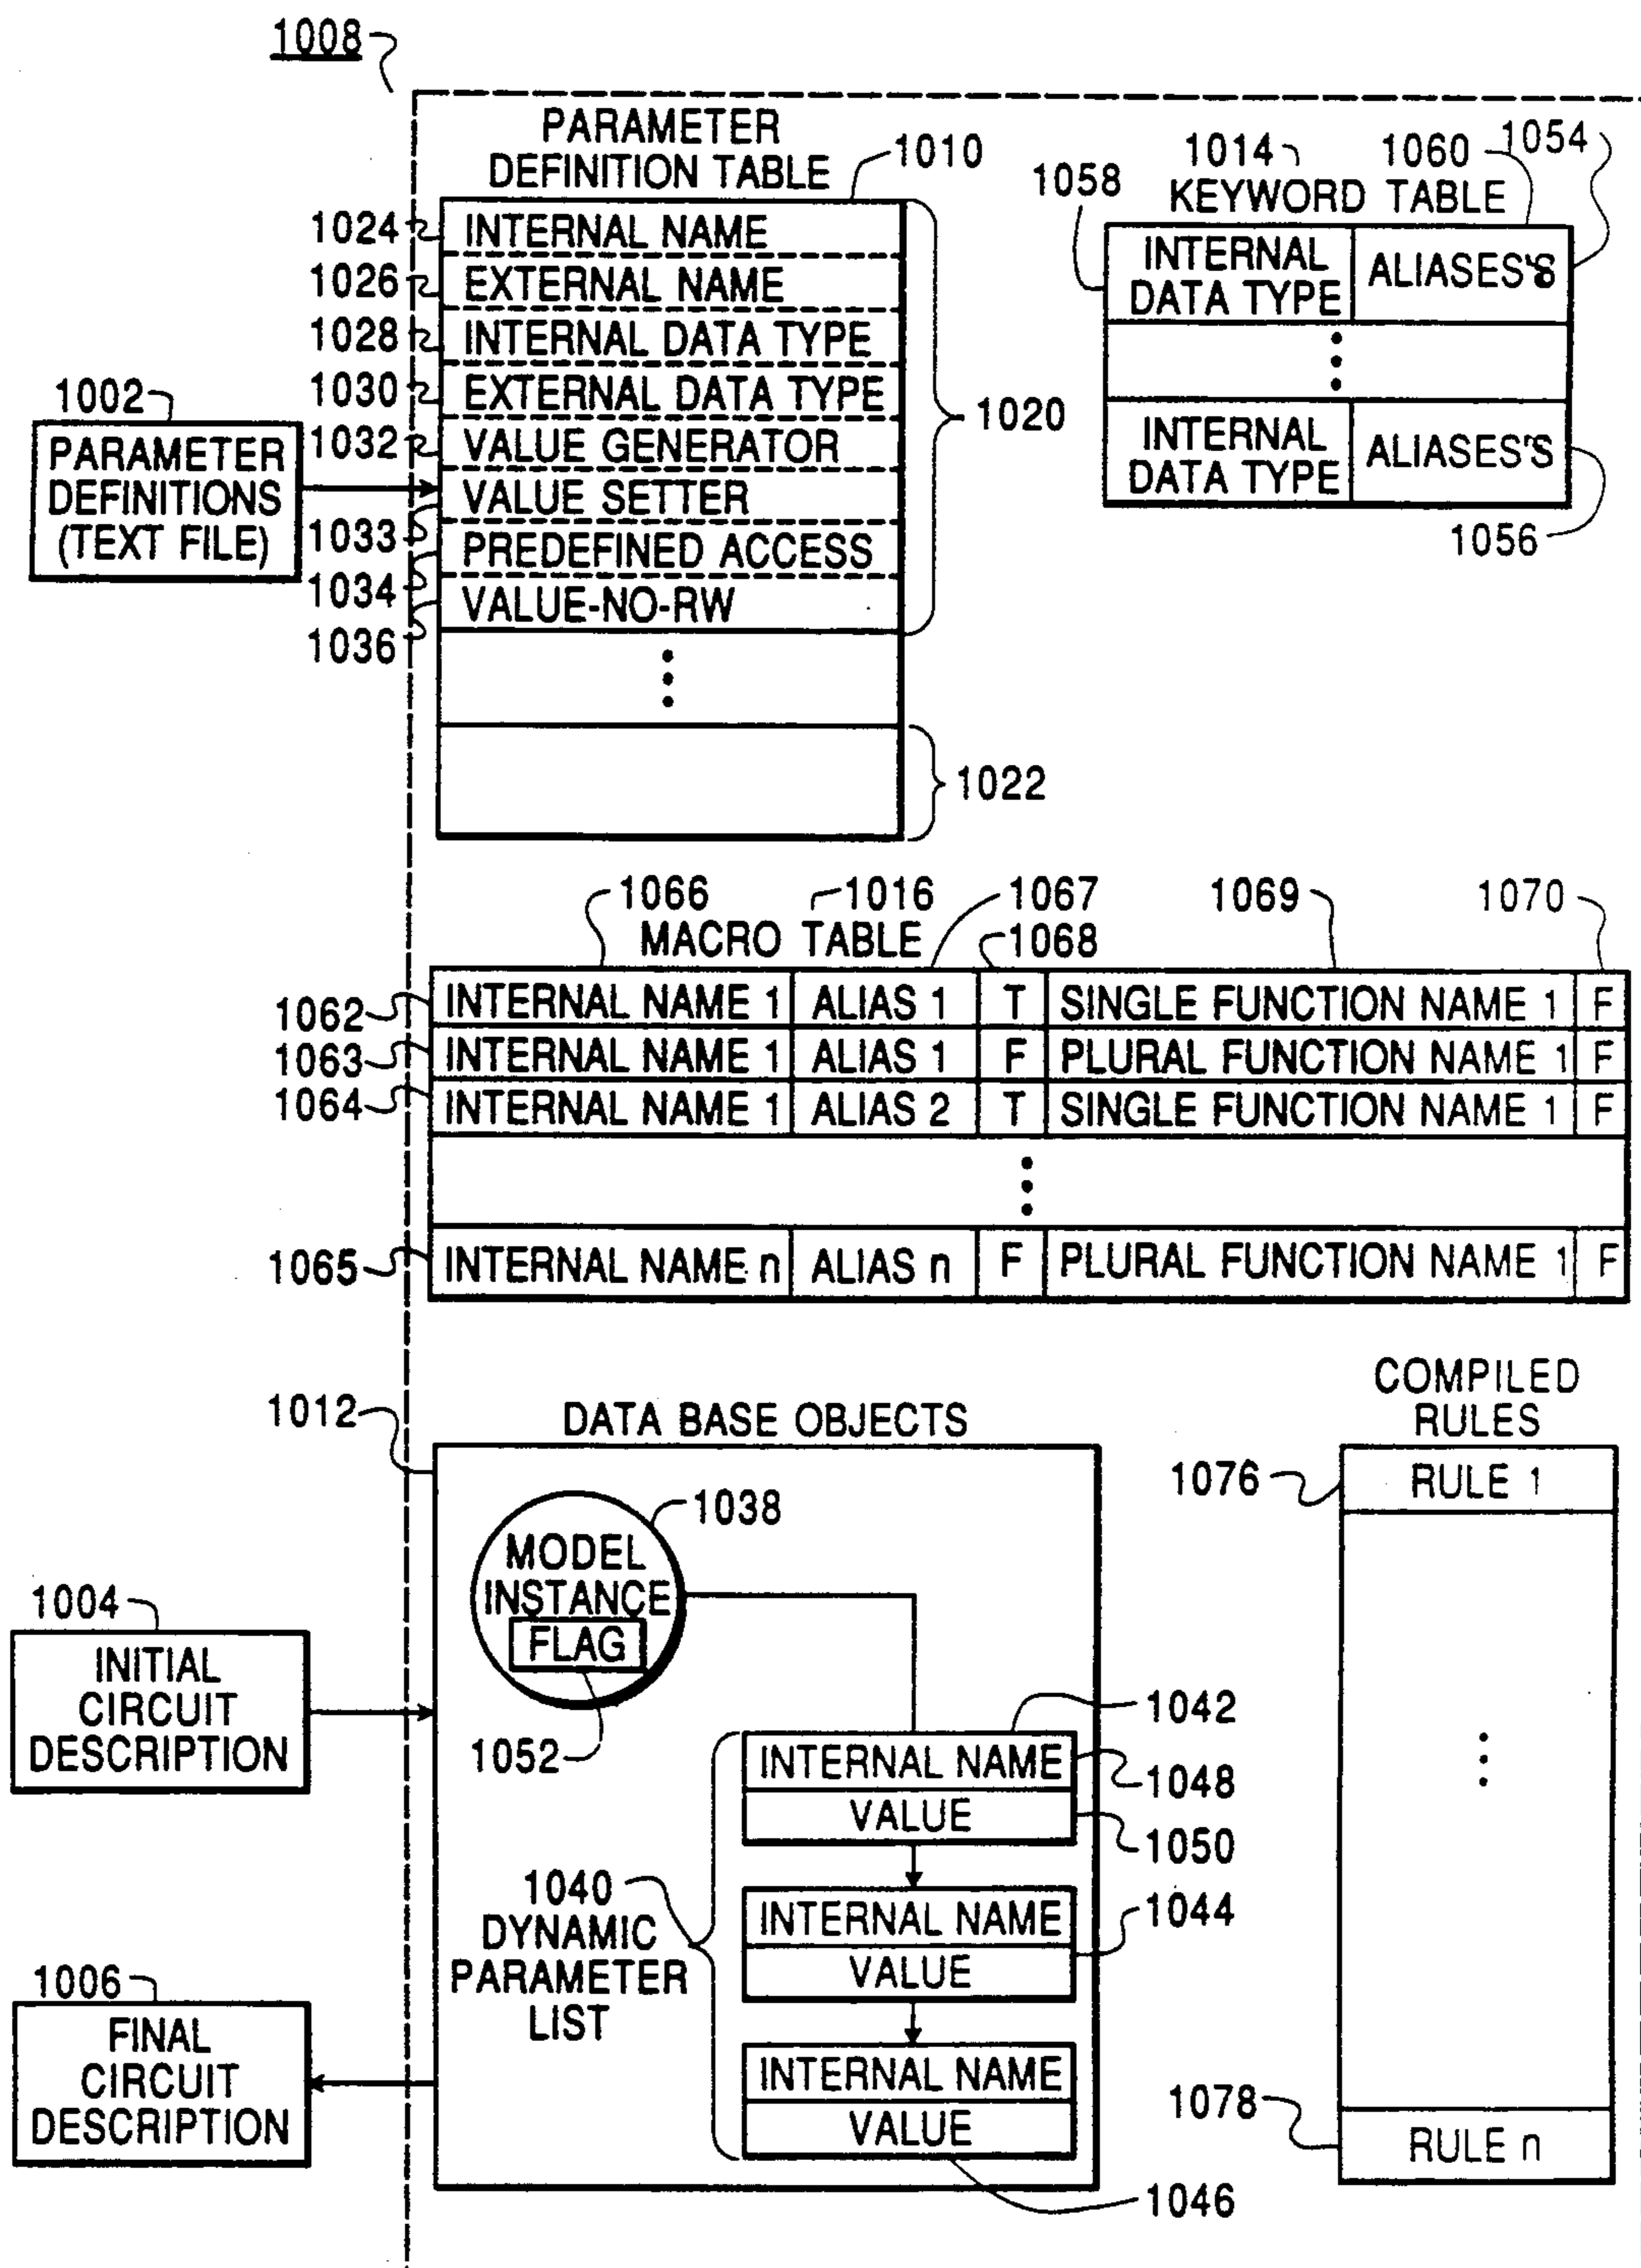 1008
PARAMETER
DEFINITION TABLE
1010
1024 INTERNAL NAME
1026 EXTERNAL NAME
1028 INTERNAL DATA TYPE
1030 EXTERNAL DATA TYPE
1032 VALUE GENERATOR
1033 VALUE SETTER
1034 PREDEFINED ACCESS
1036 VALUE-NO-RW
1020
1022
1002
PARAMETER
DEFINITIONS
(TEXT FILE)
1014 1060 1054
1058 KEYWORD TABLE
INTERNAL
DATA TYPE
ALIASES'S
INTERNAL
DATA TYPE
ALIASES'S
1056
1066 1016 1067 1069 1070
MACRO TABLE 1068
1062 INTERNAL NAME 1 ALIAS 1 T SINGLE FUNCTION NAME 1 F
1063 INTERNAL NAME 1 ALIAS 1 F PLURAL FUNCTION NAME 1 F
1064 INTERNAL NAME 1 ALIAS 2 T SINGLE FUNCTION NAME 1 F
1065 INTERNAL NAME n ALIAS n F PLURAL FUNCTION NAME 1 F
1012
DATA BASE OBJECTS
1038
MODEL
INSTANCE
FLAG
1052
1042
INTERNAL NAME 1048
VALUE 1050
INTERNAL NAME 1044
VALUE
INTERNAL NAME
VALUE
1046
1040
DYNAMIC
PARAMETER
LIST
1004
INITIAL
CIRCUIT
DESCRIPTION
1006
FINAL
CIRCUIT
DESCRIPTION
COMPILED
RULES
1076 RULE 1
1078 RULE n